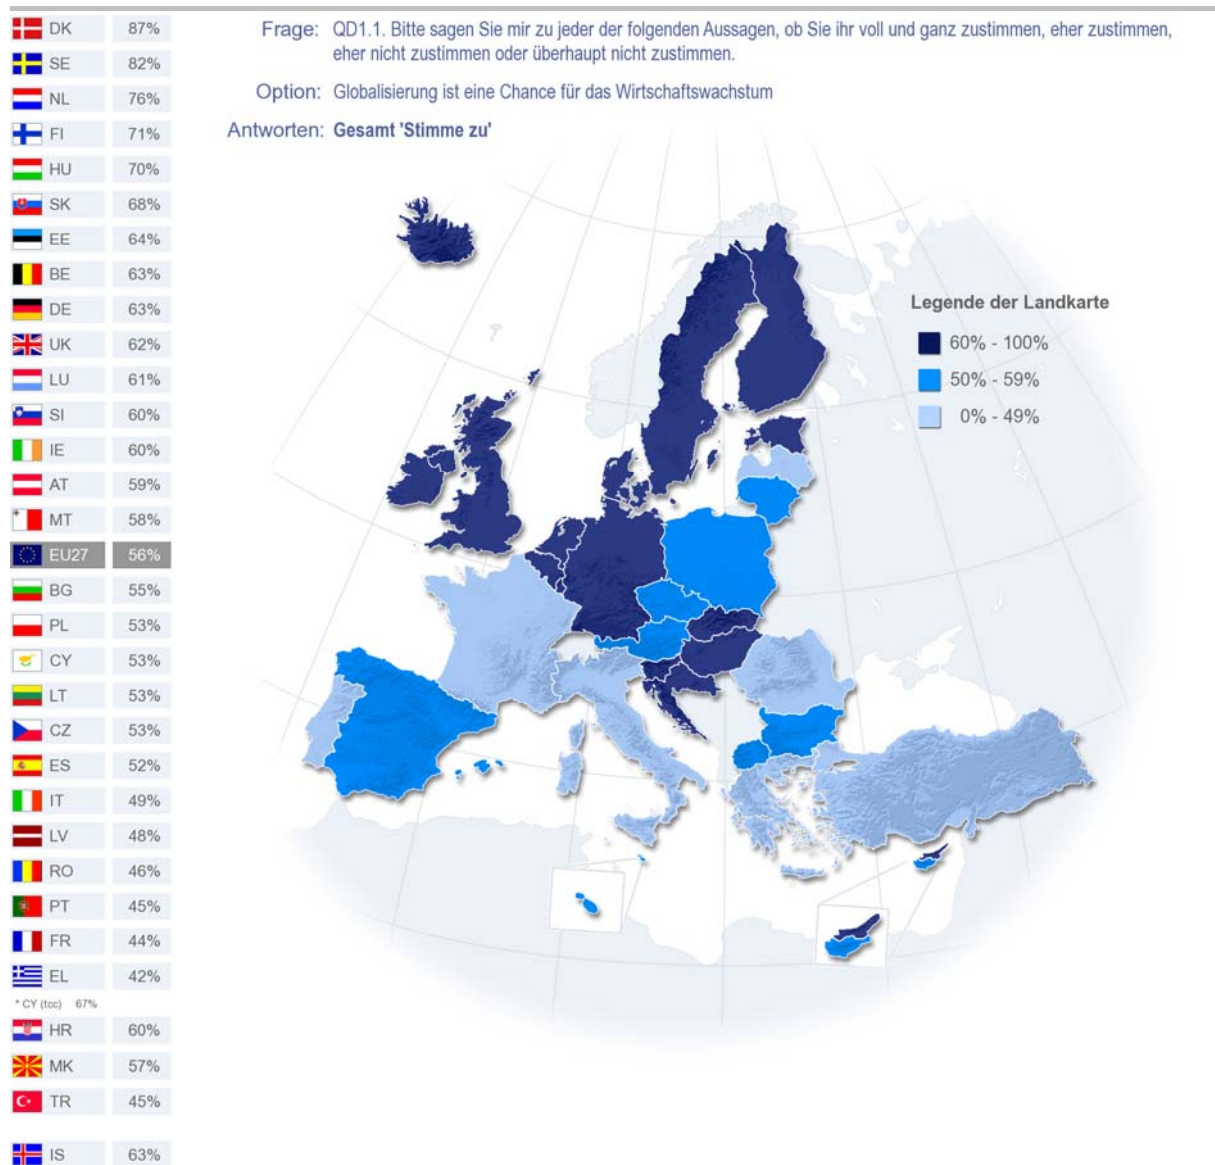 Frage: QD1.1. Bitte sagen Sie mir zu jeder der folgenden Aussagen, ob Sie ihr voll und ganz zustimmen, eher zustimmen,
eher nicht zustimmen oder überhaupt nicht zustimmen.
Option: Globalisierung ist eine Chance für das Wirtschaftswachstum
Antworten: Gesamt 'Stimme zu'
DK 87%
SE 82%
NL 76%
FI 71%
HU 70%
SK 68%
EE 64%
BE 63%
DE 63%
UK 62%
LU 61%
SI 60%
IE 60%
AT 59%
MT 58%
EU27 56%
BG 55%
PL 53%
CY 53%
LT 53%
CZ 53%
ES 52%
IT 49%
LV 48%
RO 46%
PT 45%
FR 44%
EL 42%
* CY (tcc) 67%
HR 60%
MK 57%
TR 45%
IS 63%
Legende der Landkarte
60% - 100%
50% - 59%
0% - 49%